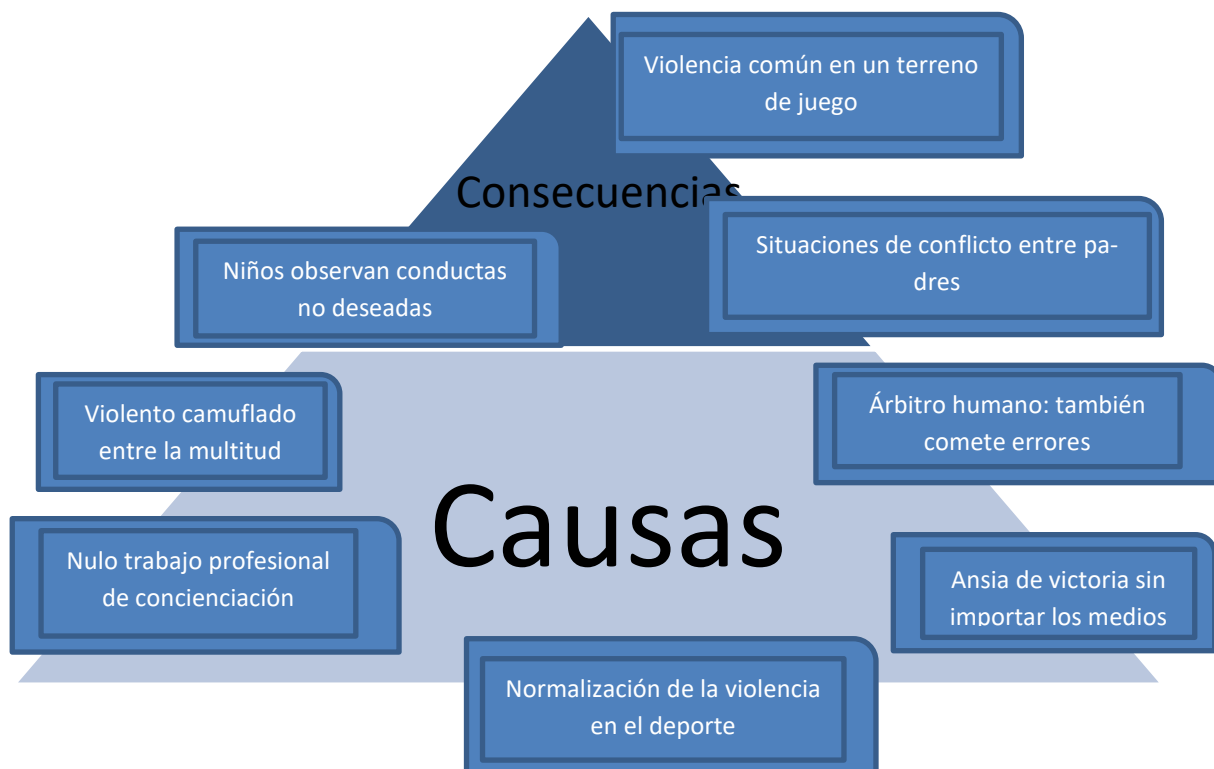 Violencia común en un terreno
de juego
Consecuencias
Situaciones de conflicto entre pa-
dres
Niños observan conductas
no deseadas
Violento camuflado
entre la multitud
Árbitro humano: también
comete errores
Causas
Nulo trabajo profesional
de concienciación
Ansia de victoria sin
importar los medios
Normalización de la violencia
en el deporte